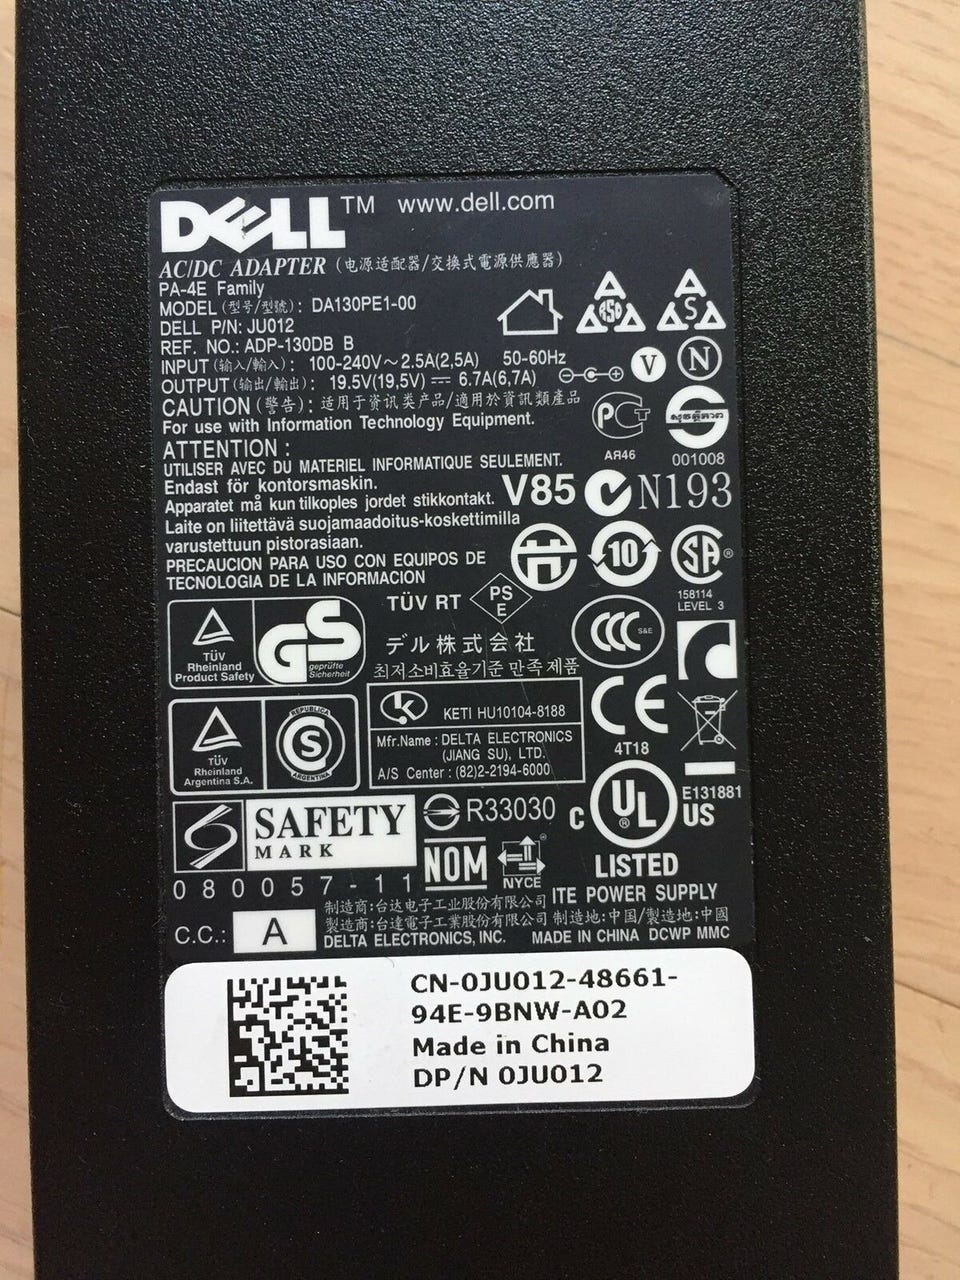 DELL™ www.dell.com
AC/DC ADAPTER (电源适配器/交換式電源供應器)
PA-4E Family
MODEL (型号/型號): DA130PE1-00
DELL P/N: JU012
REF. NO.: ADP-130DB B
INPUT (输入/輸入): 100-240V~2.5A(2,5A) 50-60Hz
OUTPUT (输出/輸出): 19.5V(19,5V) ⎓ 6.7A(6,7A)
V N
CAUTION (警告): 适用于资讯类产品/適用於資訊類產品
For use with Information Technology Equipment.
PCT
АЯ46
001008
ATTENTION :
UTILISER AVEC DU MATERIEL INFORMATIQUE SEULEMENT.
Endast för kontorsmaskin.
Apparatet må kun tilkoples jordet stikkontakt.
Laite on liitettävä suojamaadoitus-koskettimilla
varustettuun pistorasiaan.
PRECAUCION PARA USO CON EQUIPOS DE
TECNOLOGIA DE LA INFORMACION
V85 N193
10
SA®
158114
LEVEL 3
TÜV RT
PS
E
デル株式会社
최저소비효율기준 만족 제품
CCC S&E
TÜV
Rheinland
Product Safety
GS
geprüfte
Sicherheit
TÜV
Rheinland
Argentina S.A.
REPUBLICA
S
ARGENTINA
KETI HU10104-8188
Mfr.Name : DELTA ELECTRONICS
(JIANG SU), LTD.
A/S Center : (82)2-2194-6000
CE
4T18
SAFETY
MARK
080057-11
R33030
NOM
NYCE
C UL® US
E131881
LISTED
ITE POWER SUPPLY
C.C.: A
制造商:台达电子工业股份有限公司 制造地:中国/製造地:中國
製造商:台達電子工業股份有限公司
DELTA ELECTRONICS, INC. MADE IN CHINA DCWP MMC
CN-0JU012-48661-
94E-9BNW-A02
Made in China
DP/N 0JU012